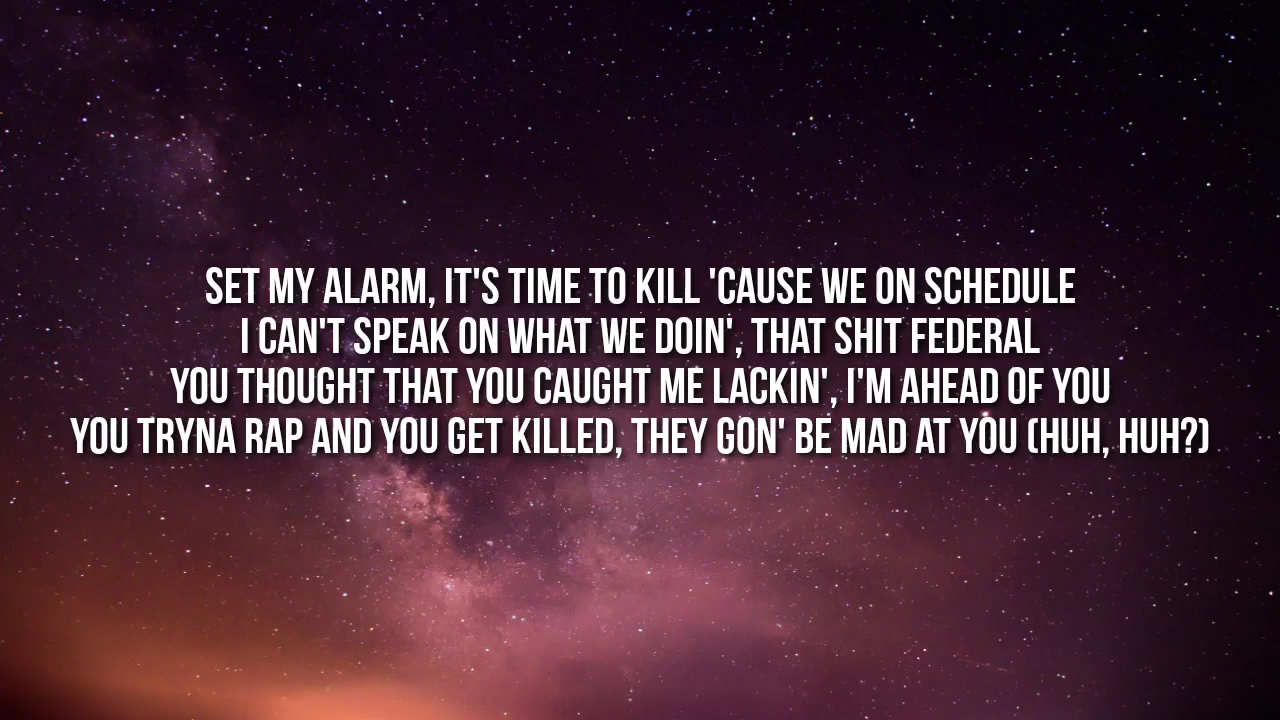 SET MY ALARM, IT'S TIME TO KILL 'CAUSE WE ON SCHEDULE
I CAN'T SPEAK ON WHAT WE DOIN', THAT SHIT FEDERAL
YOU THOUGHT THAT YOU CAUGHT ME LACKIN', I'M AHEAD OF YOU
YOU TRYNA RAP AND YOU GET KILLED, THEY GON' BE MAD AT YOU (HUH, HUH?)